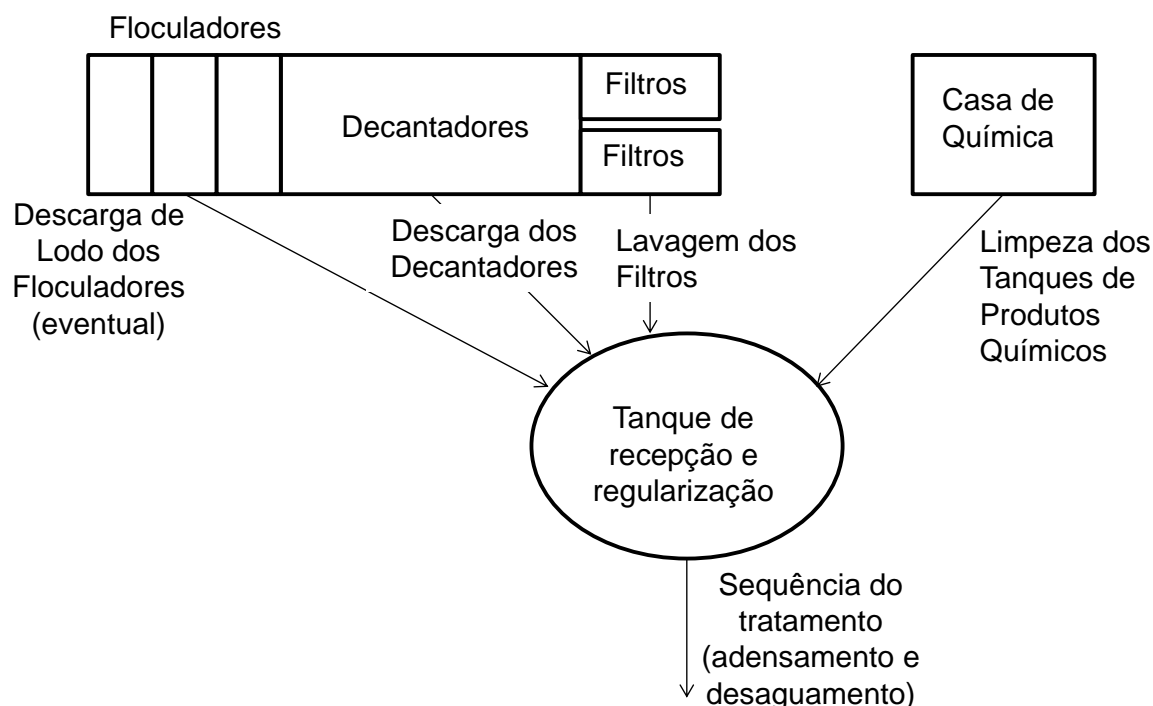 Floculadores
Decantadores
Filtros
Filtros
Casa de
Química
Descarga de
Lodo dos
Floculadores
(eventual)
Descarga dos
Decantadores
Lavagem dos
Filtros
Limpeza dos
Tanques de
Produtos
Químicos
Tanque de
recepção e
regularização
Sequência do
tratamento
(adensamento e
desaguamento)